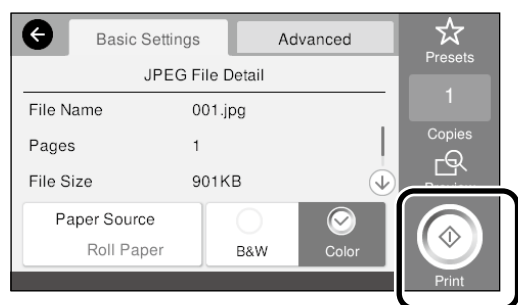 Basic Settings
Advanced
JPEG File Detail
File Name 001.jpg
Pages 1
File Size 901KB
Paper Source
Roll Paper
B&W
Color
Presets
1
Copies
Preview
Print